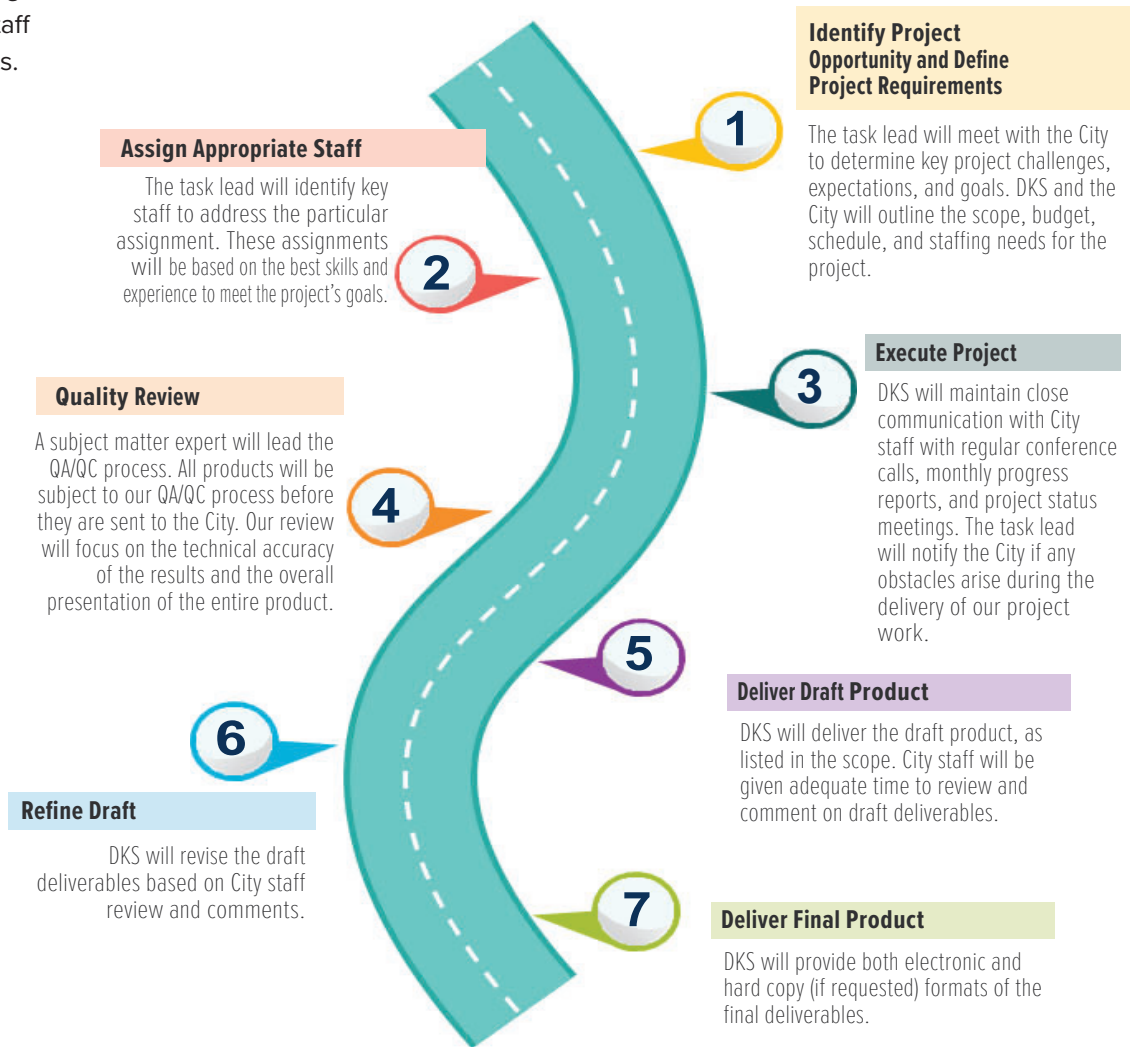 taff
s.
1
Identify Project
Opportunity and Define
Project Requirements
The task lead will meet with the City
to determine key project challenges,
expectations, and goals. DKS and the
City will outline the scope, budget,
schedule, and staffing needs for the
project.
2
Assign Appropriate Staff
The task lead will identify key
staff to address the particular
assignment. These assignments
will be based on the best skills and
experience to meet the project's goals.
3
Execute Project
DKS will maintain close
communication with City
staff with regular conference
calls, monthly progress
reports, and project status
meetings. The task lead
will notify the City if any
obstacles arise during the
delivery of our project
work.
4
Quality Review
A subject matter expert will lead the
QA/QC process. All products will be
subject to our QA/QC process before
they are sent to the City. Our review
will focus on the technical accuracy
of the results and the overall
presentation of the entire product.
5
Deliver Draft Product
DKS will deliver the draft product, as
listed in the scope. City staff will be
given adequate time to review and
comment on draft deliverables.
6
Refine Draft
DKS will revise the draft
deliverables based on City staff
review and comments.
7
Deliver Final Product
DKS will provide both electronic and
hard copy (if requested) formats of the
final deliverables.